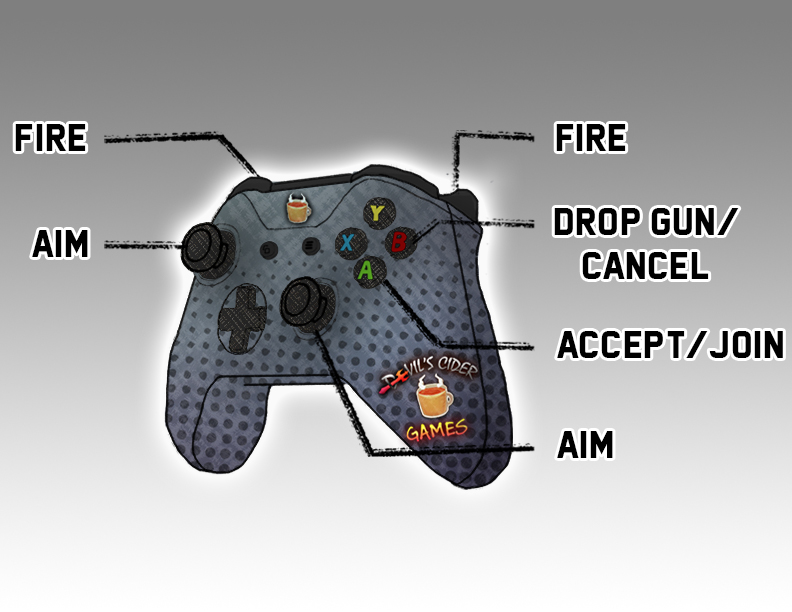 FIRE
FIRE
AIM
DROP GUN/
CANCEL
Y
X
B
A
ACCEPT/JOIN
DEVIL'S CIDER
GAMES
AIM